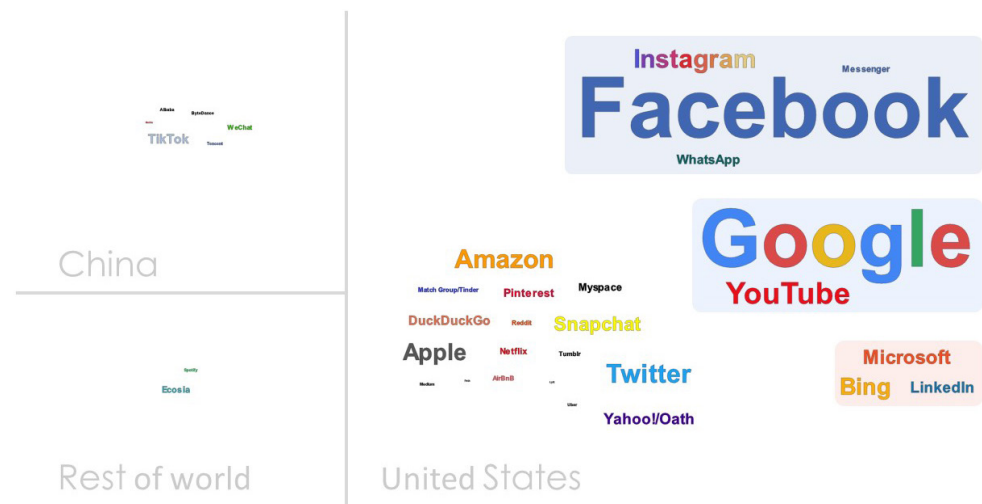 Alibaba
ByteDance
WeChat
TikTok
Tencent
China
Spotify
Ecosia
Rest of world
Instagram
Messenger
Facebook
WhatsApp
Google
YouTube
Amazon
Match Group/Tinder
Pinterest
Myspace
DuckDuckGo
Reddit
Snapchat
Apple
Netflix
Tumblr
Twitter
Medium
AirBnB
Lyft
Uber
Yahoo!/Oath
Microsoft
Bing
LinkedIn
United States